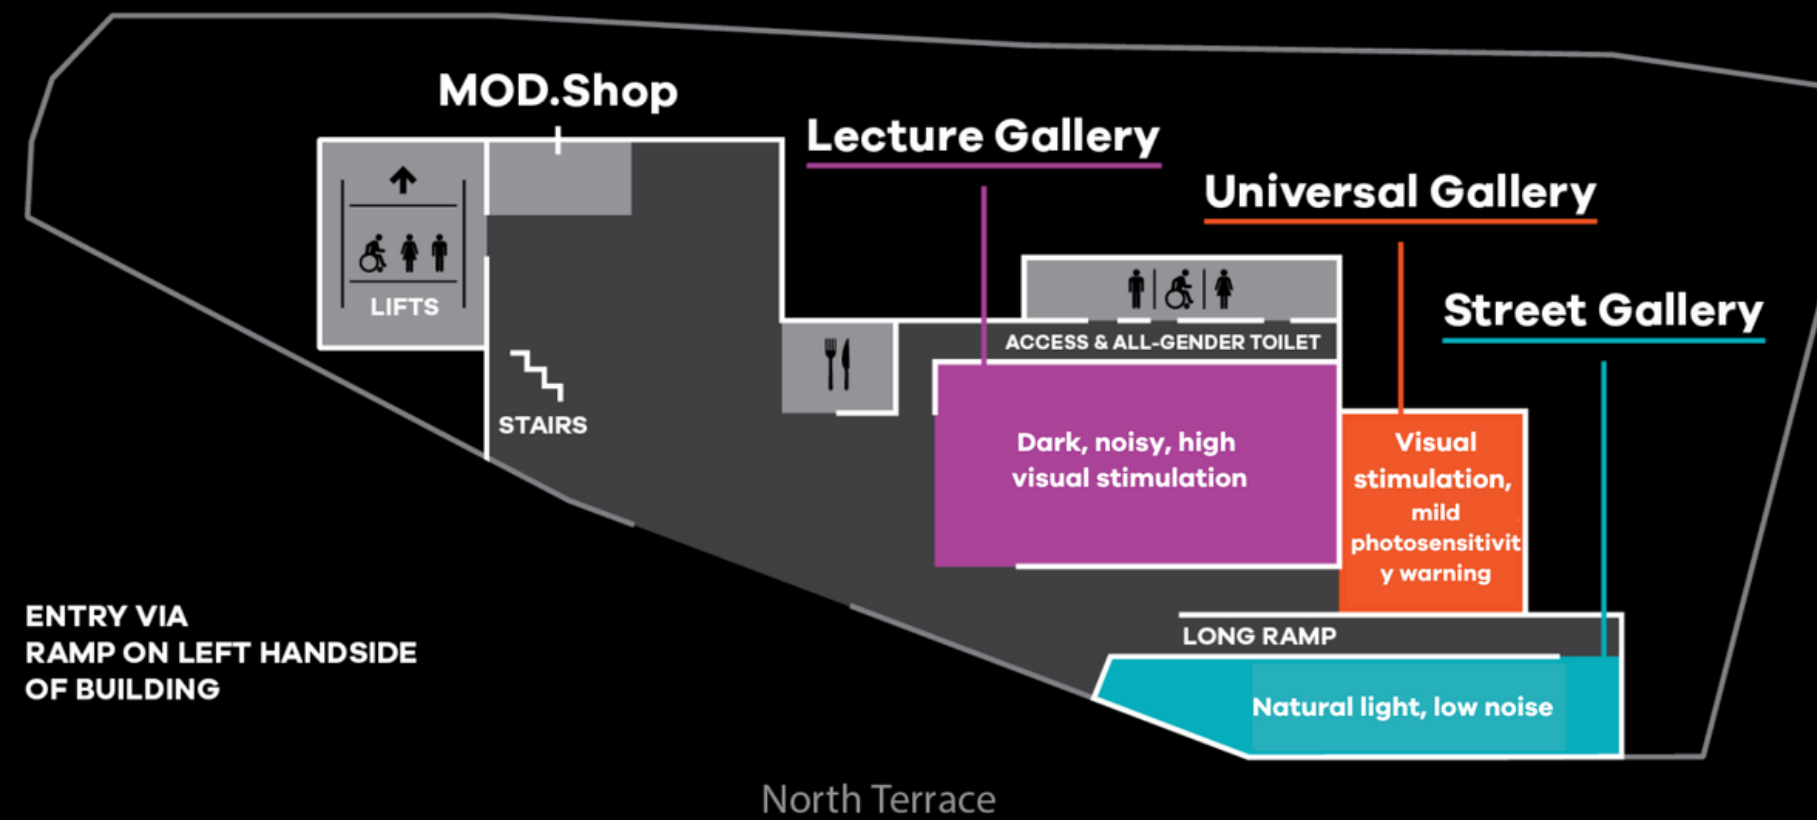 MOD.Shop
Lecture Gallery
Universal Gallery
Street Gallery
LIFTS
ACCESS & ALL-GENDER TOILET
STAIRS
Dark, noisy, high
visual stimulation
Visual
stimulation,
mild
photosensitivit
y warning
ENTRY VIA
RAMP ON LEFT HANDSIDE
OF BUILDING
LONG RAMP
Natural light, low noise
North Terrace